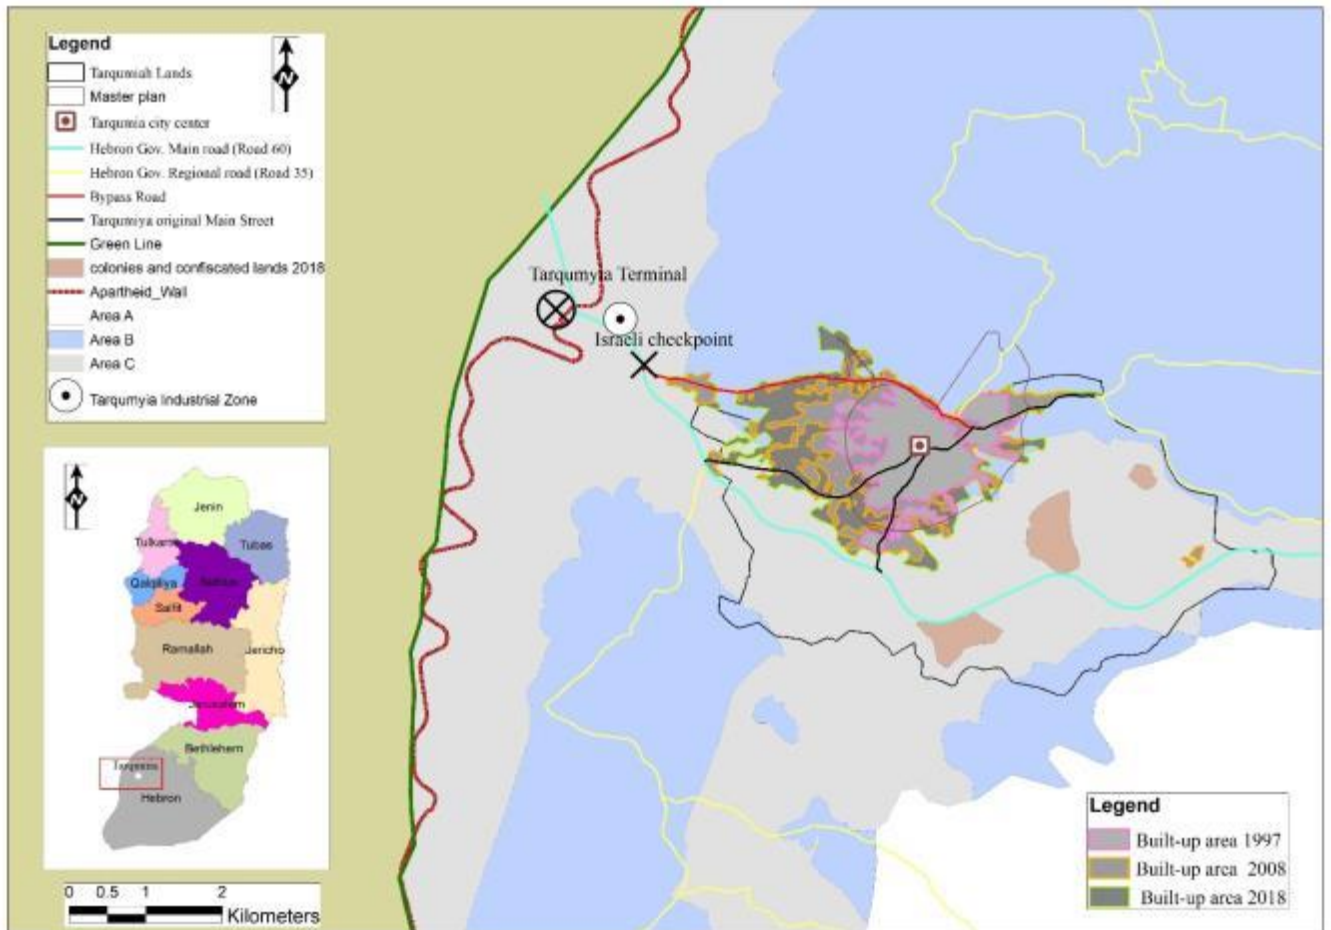 Legend
Tarqumiah Lands
Master plan
Tarqumia city center
Hebron Gov. Main road (Road 60)
Hebron Gov. Regional road (Road 35)
Bypass Road
Tarqumiya original Main Street
Green Line
colonies and confiscated lands 2018
Apartheid_Wall
Area A
Area B
Area C
Tarqumyia Industrial Zone
N
Tarqumyia Terminal
Israeli checkpoint
N
Jenin
Tulkarm
Tubas
Qalqiliya
Nablus
Salfit
Ramallah
Jericho
Jerusalem
Bethlehem
Tarqumia
Hebron
0 0.5 1 2
Kilometers
Legend
Built-up area 1997
Built-up area 2008
Built-up area 2018